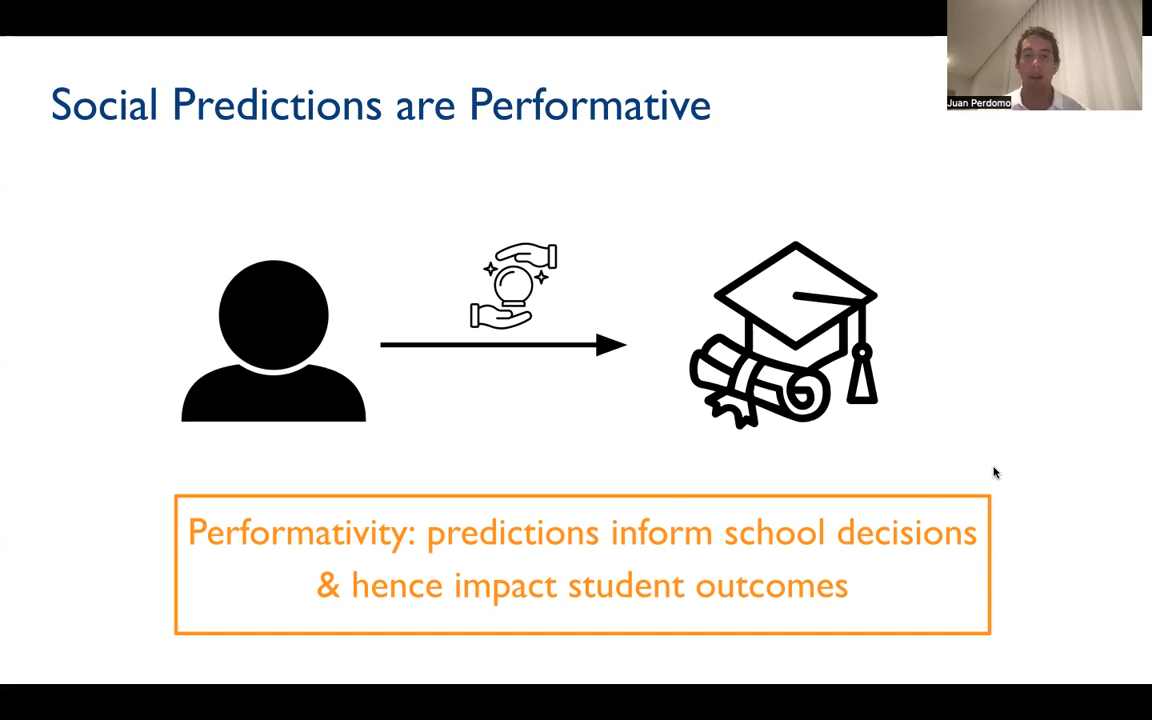 Social Predictions are Performative
Juan Perdomo
Performativity: predictions inform school decisions
& hence impact student outcomes